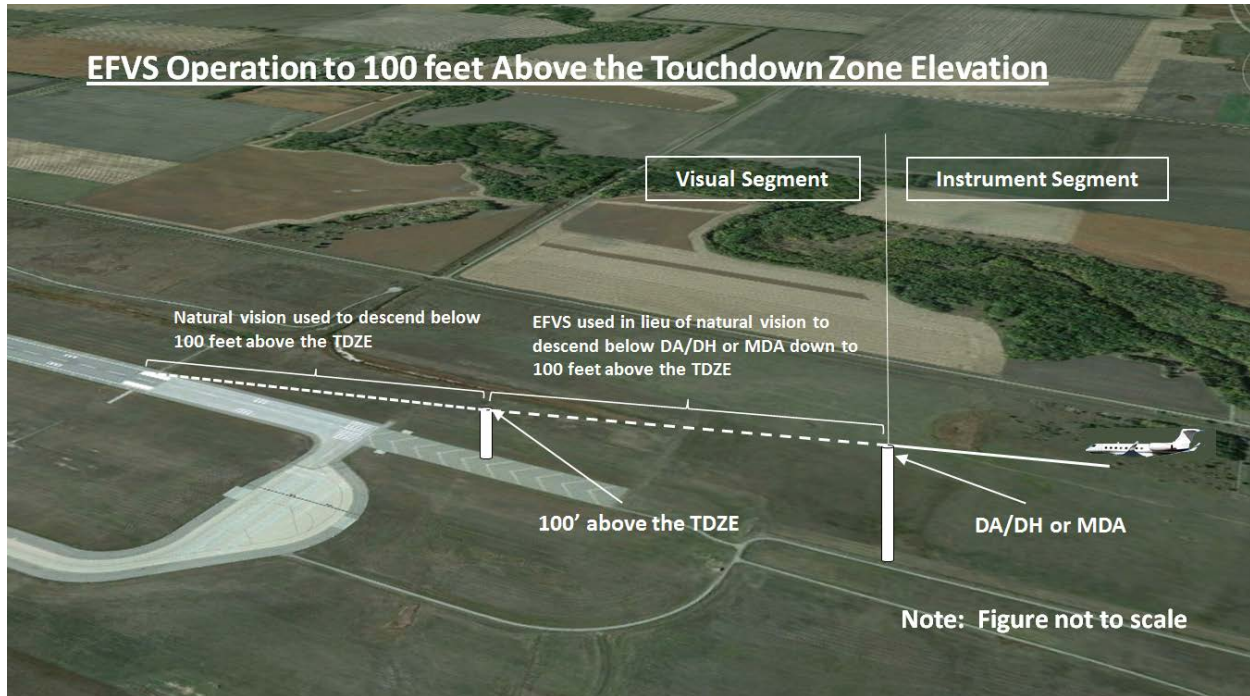 EFVS Operation to 100 feet Above the Touchdown Zone Elevation
Visual Segment
Instrument Segment
Natural vision used to descend below
100 feet above the TDZE
EFVS used in lieu of natural vision to
descend below DA/DH or MDA down to
100 feet above the TDZE
100’ above the TDZE
DA/DH or MDA
Note:  Figure not to scale